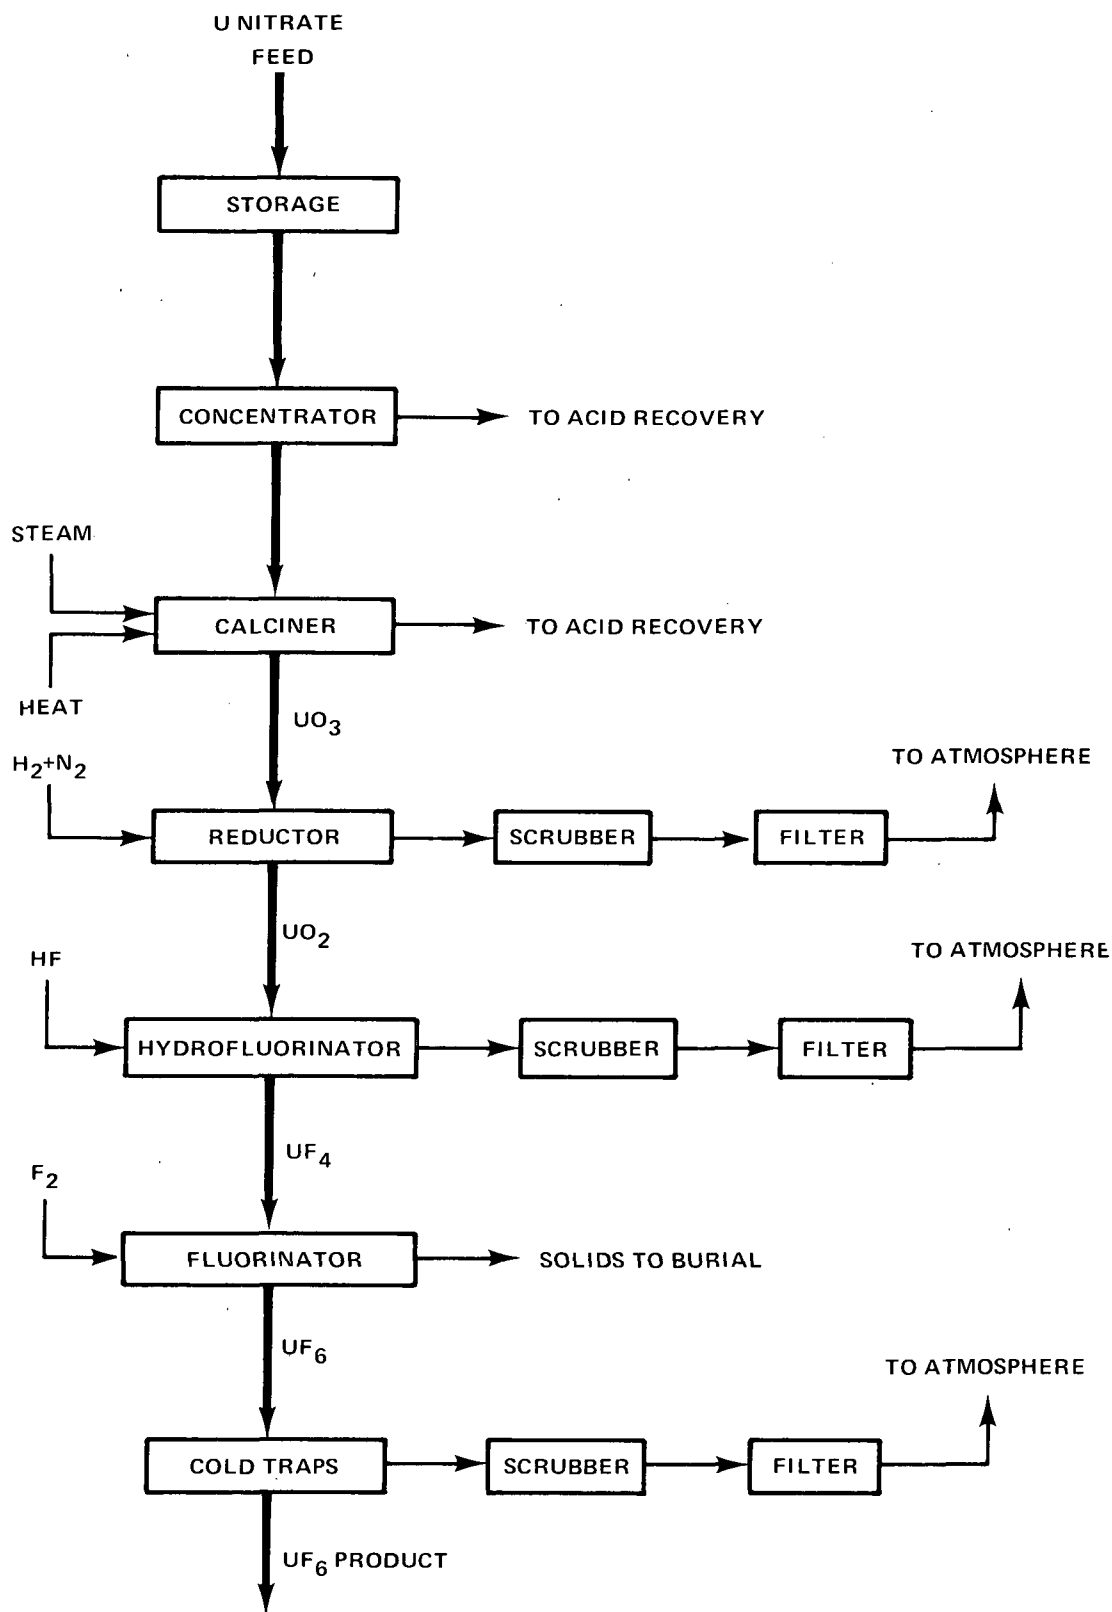 U NITRATE
FEED
STORAGE
CONCENTRATOR
TO ACID RECOVERY
STEAM
CALCINER
TO ACID RECOVERY
HEAT
UO3
H2+N2
TO ATMOSPHERE
REDUCTOR
SCRUBBER
FILTER
UO2
HF
TO ATMOSPHERE
HYDROFLUORINATOR
SCRUBBER
FILTER
UF4
F2
FLUORINATOR
SOLIDS TO BURIAL
UF6
TO ATMOSPHERE
COLD TRAPS
SCRUBBER
FILTER
UF6 PRODUCT